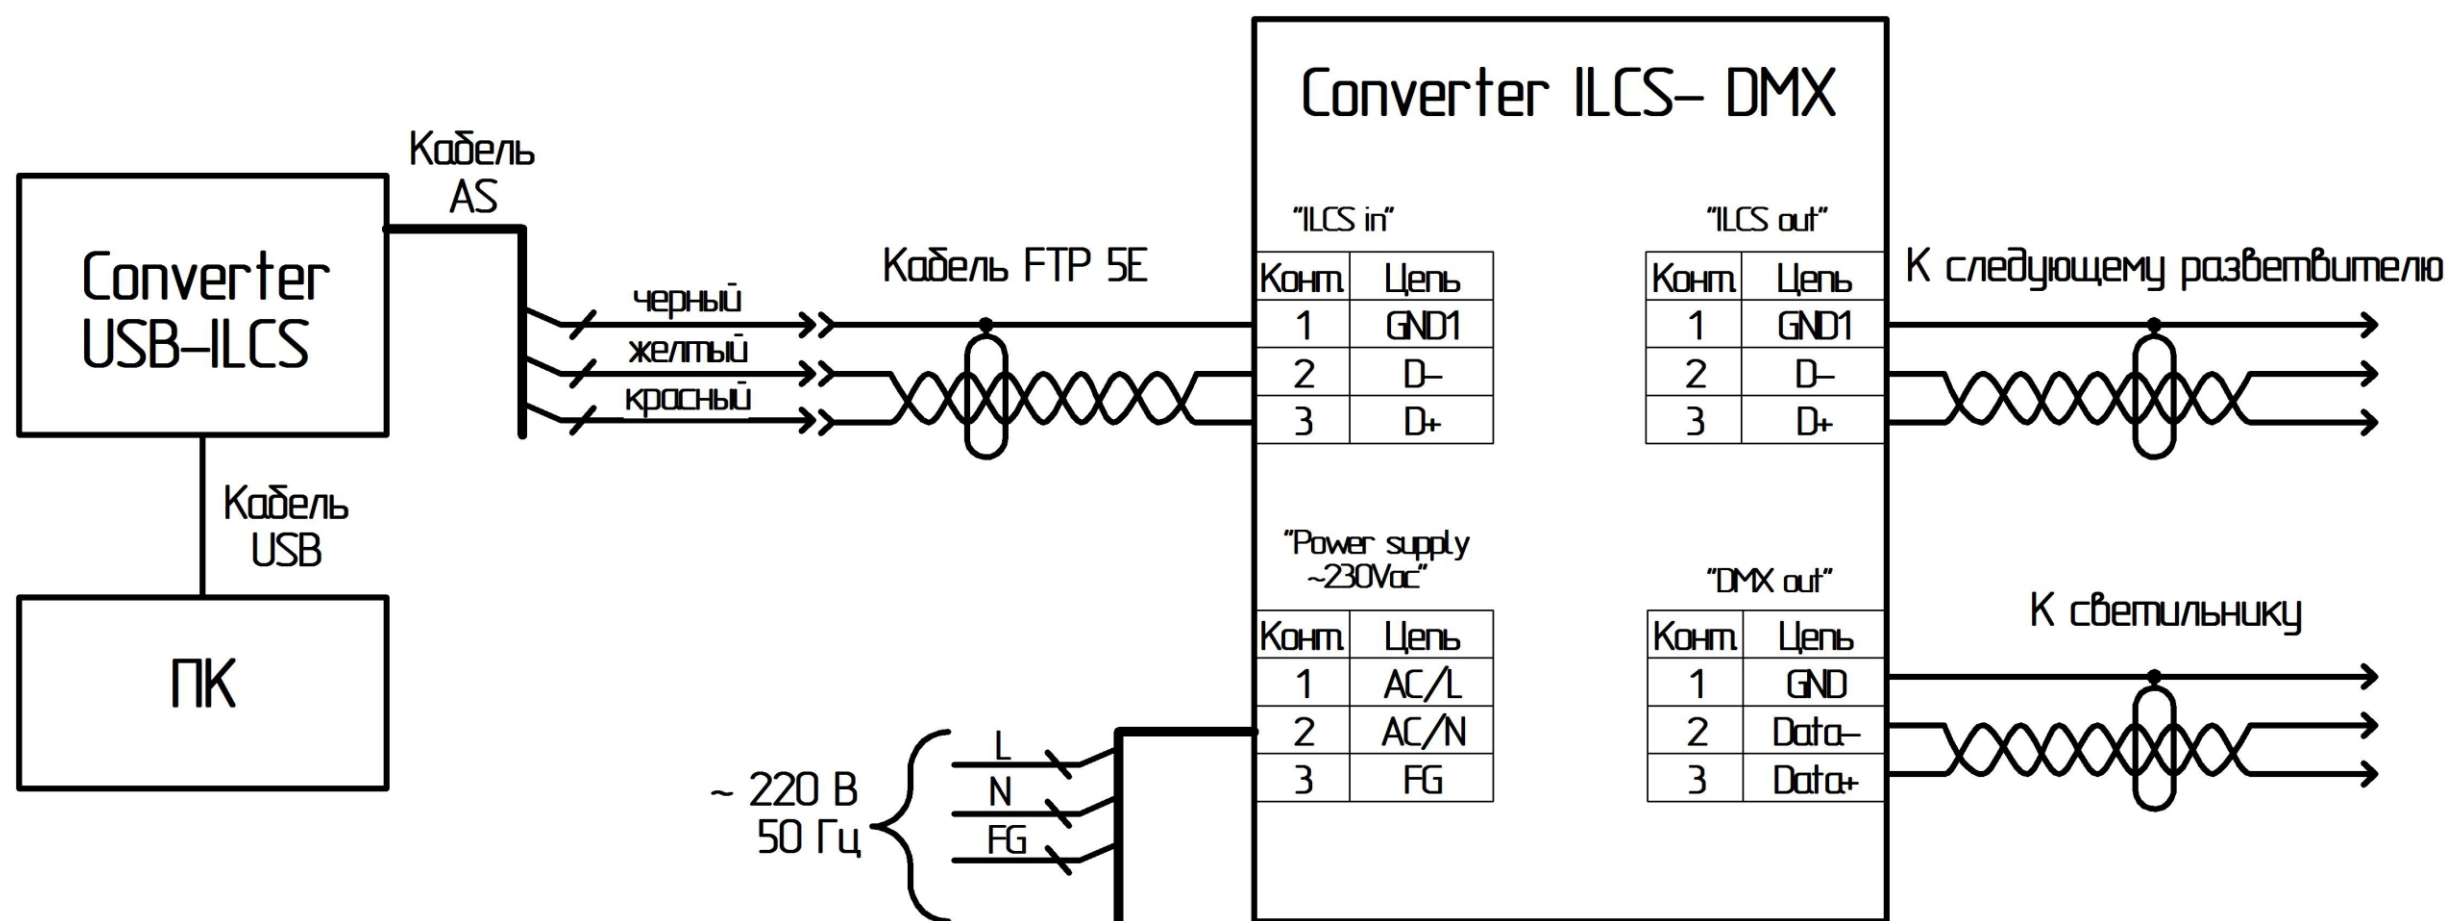 Converter ILCS- DMX
Кабель
AS
Converter
USB-ILCS
Кабель
USB
ПК
черный
желтый
красный
Кабель FTP 5E
"ILCS in"
Конт. Цепь
1 GND1
2 D-
3 D+
"ILCS out"
Конт. Цепь
1 GND1
2 D-
3 D+
К следующему разветвителю
"Power supply
~230Vac"
Конт. Цепь
1 AC/L
2 AC/N
3 FG
"DMX out"
Конт. Цепь
1 GND
2 Data-
3 Data+
К светильнику
~ 220 В
50 Гц
L
N
FG